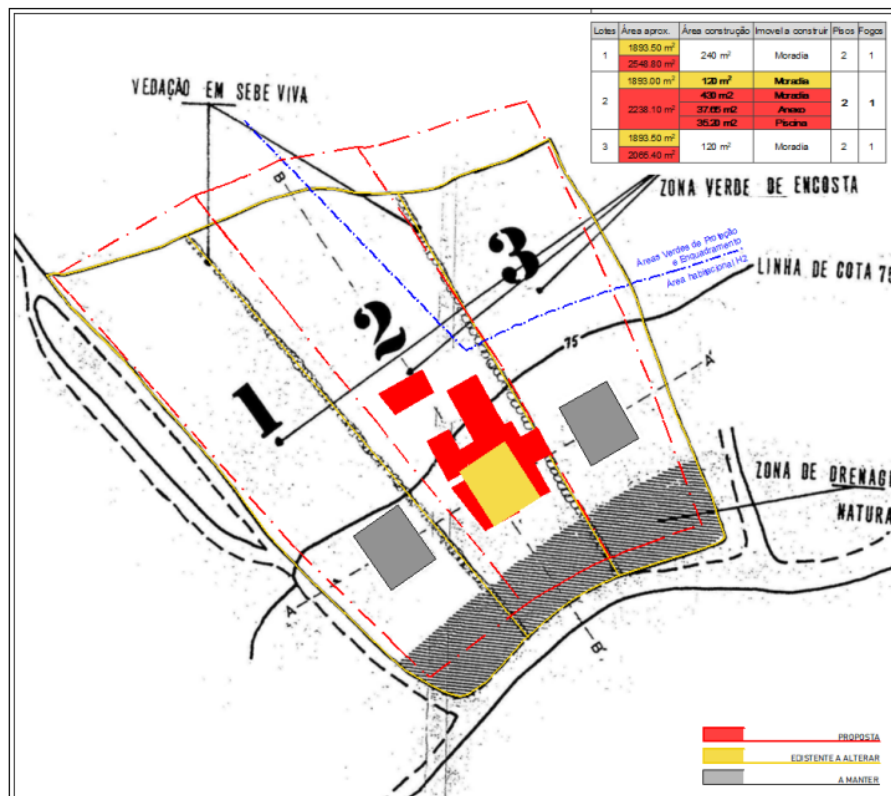 Lotes Área aprox. Área construção Imovel a construir Pisos Fogos
1 1893.50 m² 240 m² Moradia 2 1
2548.80 m²
1893.00 m² 120 m² Moradia
2 2238.10 m² 430 m2 Moradia 2 1
37.65 m2 Anexo
35.20 m2 Piscina
3 1893.50 m² 120 m² Moradia 2 1
2065.40 m²
VEDAÇÃO EM SEBE VIVA
B
ZONA VERDE DE ENCOSTA
3
Áreas Verdes de Proteção
e Enquadramento
Área habitacional H2
LINHA DE COTA 75
2
75
A'
1
ZONA DE DRENAG
NATURA
A
B'
PROPOSTA
EXISTENTE A ALTERAR
A MANTER